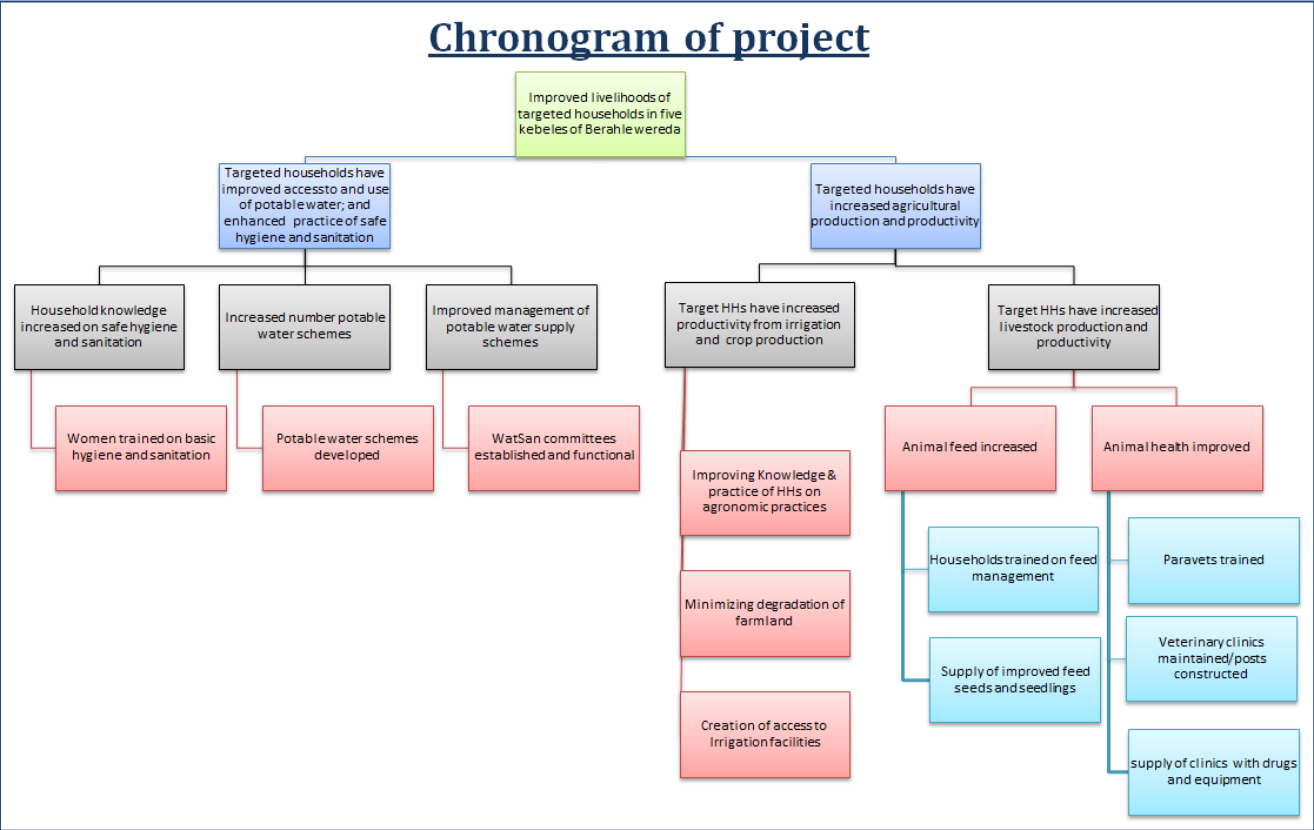 Chronogram of project
Improved livelihoods of
targeted households in five
kebeles of Berahle wereda
Targeted households have
improved accessto and use
of potable water; and
enhanced practice of safe
hygiene and sanitation
Targeted households have
increased agricultural
production and productivity
Household knowledge
increased on safe hygiene
and sanitation
Increased number potable
water schemes
Improved management of
potable water supply
schemes
Target HHs have increased
productivity from irrigation
and crop production
Target HHs have increased
livestock production and
productivity
Women trained on basic
hygiene and sanitation
Potable water schemes
developed
WatSan committees
established and functional
Improving Knowledge &
practice of HHs on
agronomic practices
Minimizing degradation of
farmland
Creation of access to
Irrigation facilities
Animal feed increased
Animal health improved
Households trained on feed
management
Supply of improved feed
seeds and seedlings
Paravets trained
Veterinary clinics
maintained/posts
constructed
supply of clinics with drugs
and equipment